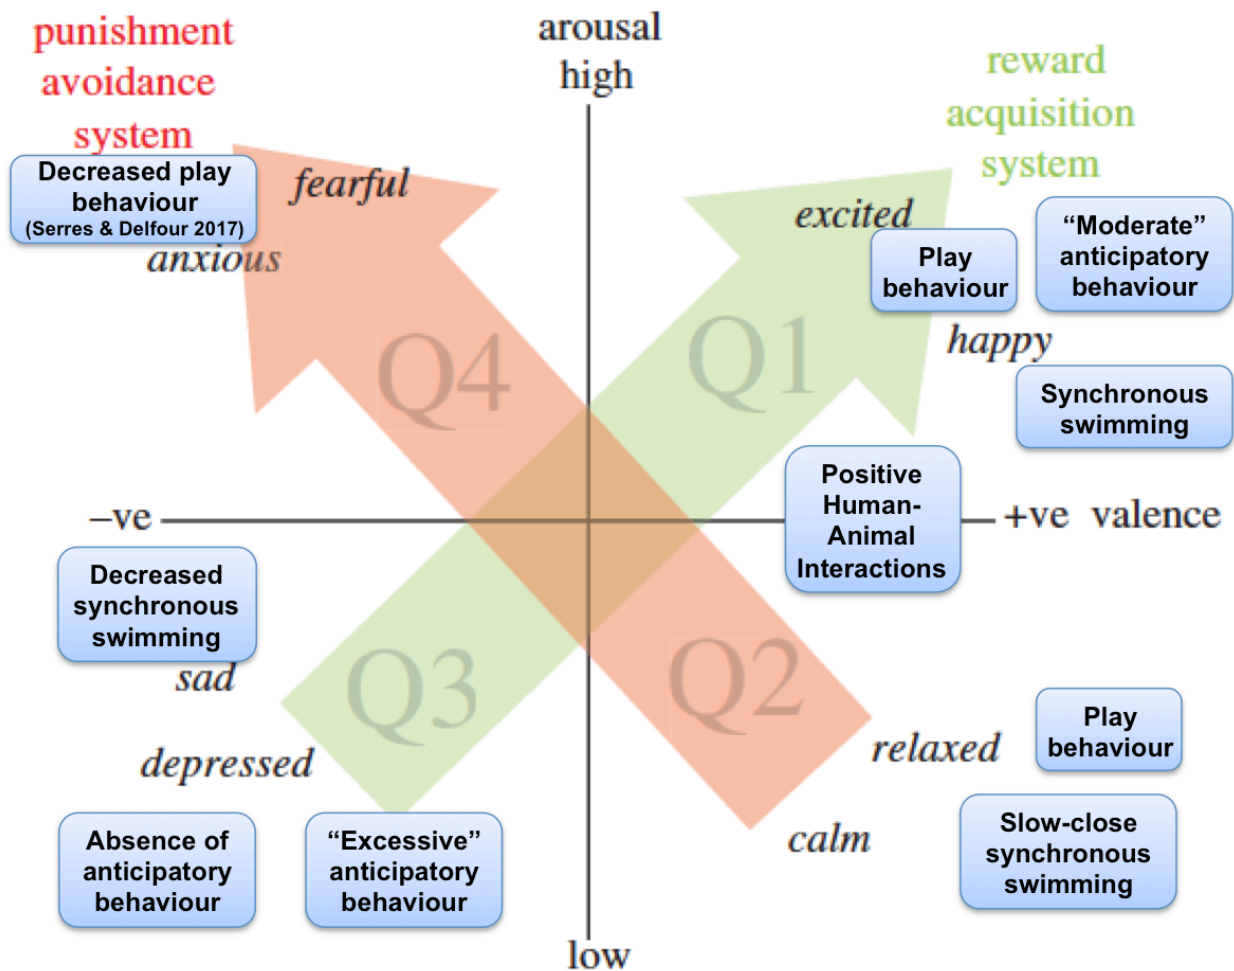 punishment
avoidance
system
arousal
high
reward
acquisition
system
Decreased play
behaviour
(Serres & Delfour 2017)
fearful
anxious
excited
Play
behaviour
“Moderate”
anticipatory
behaviour
happy
Q4
Q1
Synchronous
swimming
Positive
Human-
Animal
Interactions
–ve
+ve valence
Decreased
synchronous
swimming
sad
Q3
Q2
depressed
relaxed
Play
behaviour
calm
Absence of
anticipatory
behaviour
“Excessive”
anticipatory
behaviour
Slow-close
synchronous
swimming
low